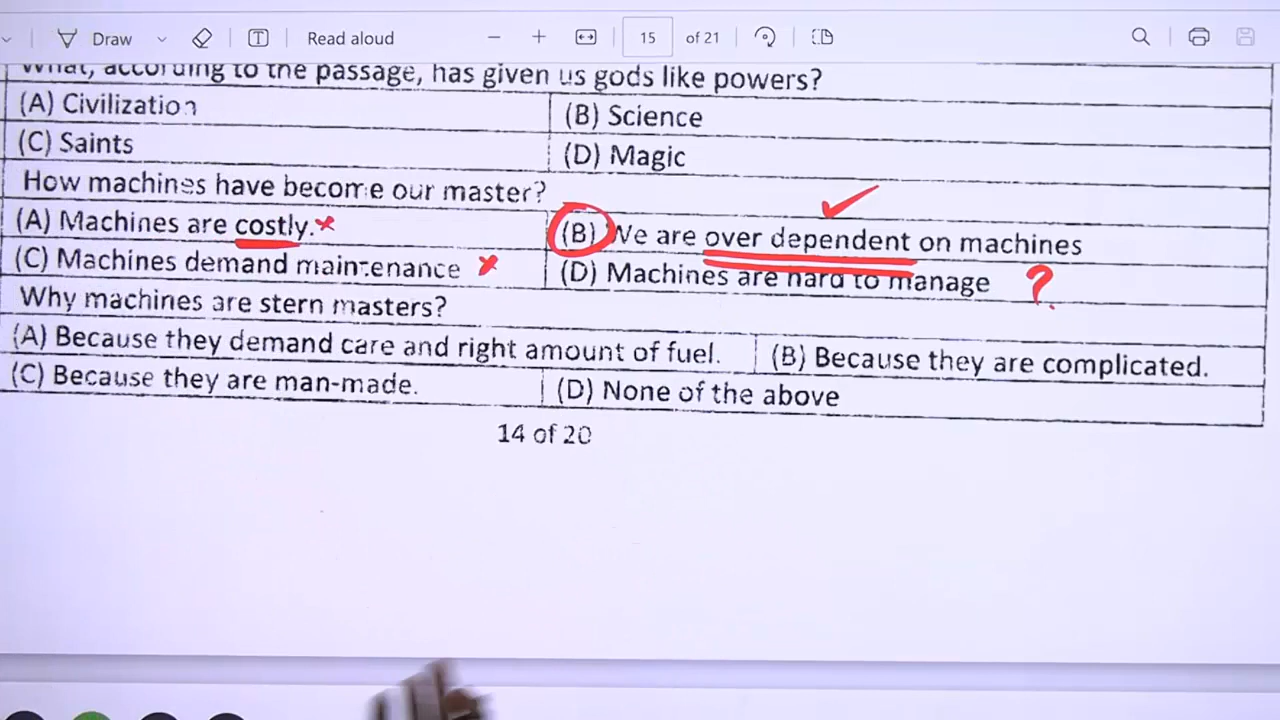 Draw
Read aloud
15 of 21
What, according to the passage, has given us gods like powers?
(A) Civilization
(B) Science
(C) Saints
(D) Magic
How machines have become our master?
(A) Machines are costly.
(B) We are over dependent on machines
(C) Machines demand maintenance
(D) Machines are hard to manage ?
Why machines are stern masters?
(A) Because they demand care and right amount of fuel.
(B) Because they are complicated.
(C) Because they are man-made.
(D) None of the above
14 of 20